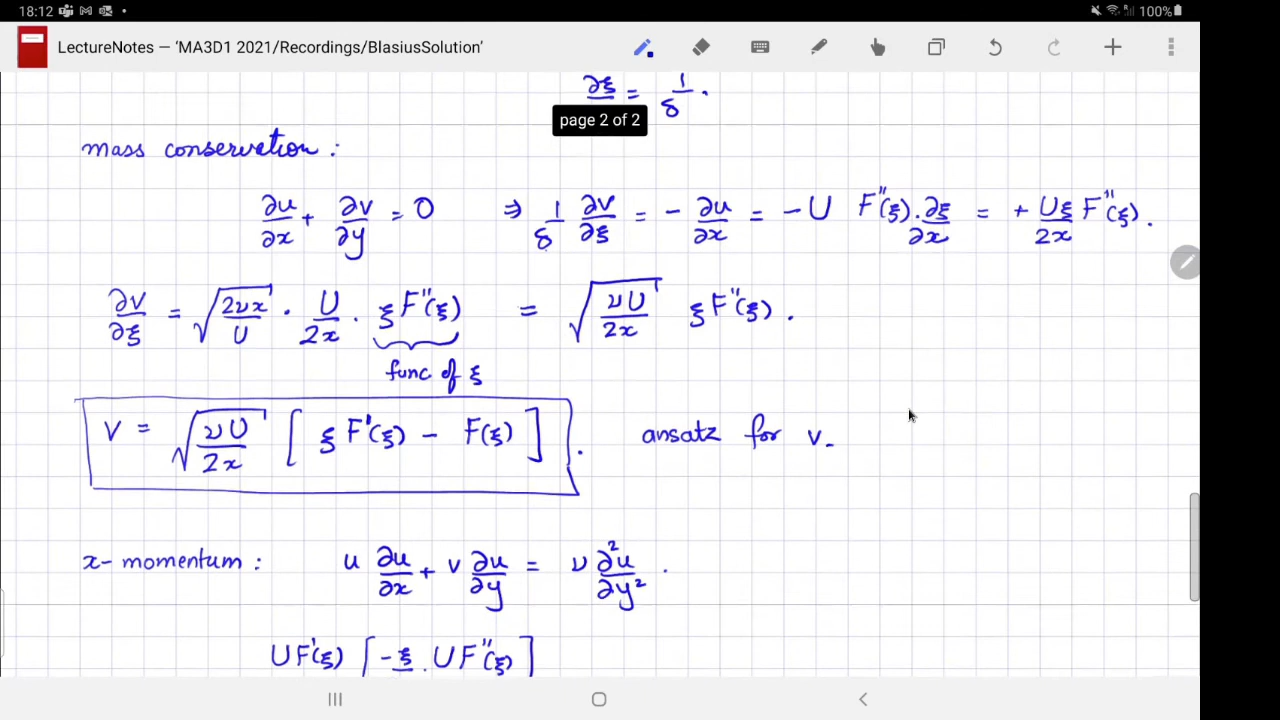 18:12 100%
LectureNotes — ‘MA3D1 2021/Recordings/BlasiusSolution’
∂ξ = 1/δ .
page 2 of 2
mass conservation :
∂u/∂x + ∂v/∂y = 0 ⇒ 1/δ ∂v/∂ξ = - ∂u/∂x = -U F''(ξ) . ∂ξ/∂x = + Uξ/2x F''(ξ) .
∂v/∂ξ = √(2νx/U) · U/2x · ξF''(ξ) = √(νU/2x) ξF''(ξ) .
func of ξ
v = √(νU/2x) [ ξ F'(ξ) - F(ξ) ] . ansatz for v.
x- momentum : u ∂u/∂x + v ∂u/∂y = ν ∂²u/∂y² .
UF'(ξ) [ -ξ . UF''(ξ) ]